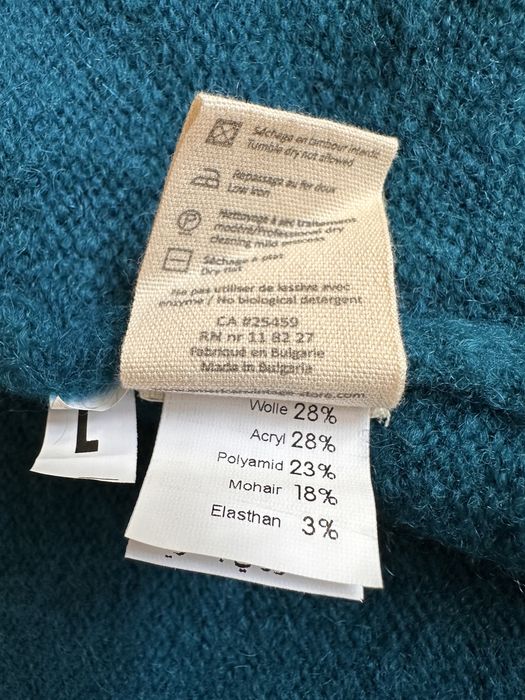 Séchage en tambour interdit
Tumble dry not allowed
Repassage au fer doux
Low iron
Nettoyage à sec traitement
modéré/Professional dry
cleaning mild process
Séchage à plat
Dry flat
Ne pas utiliser de lessive avec
enzyme / No biological detergent
CA #25459
RN nr 11 82 27
Fabriqué en Bulgarie
Made in Bulgaria
Wolle 28%
Acryl 28%
Polyamid 23%
Mohair 18%
Elasthan 3%
1